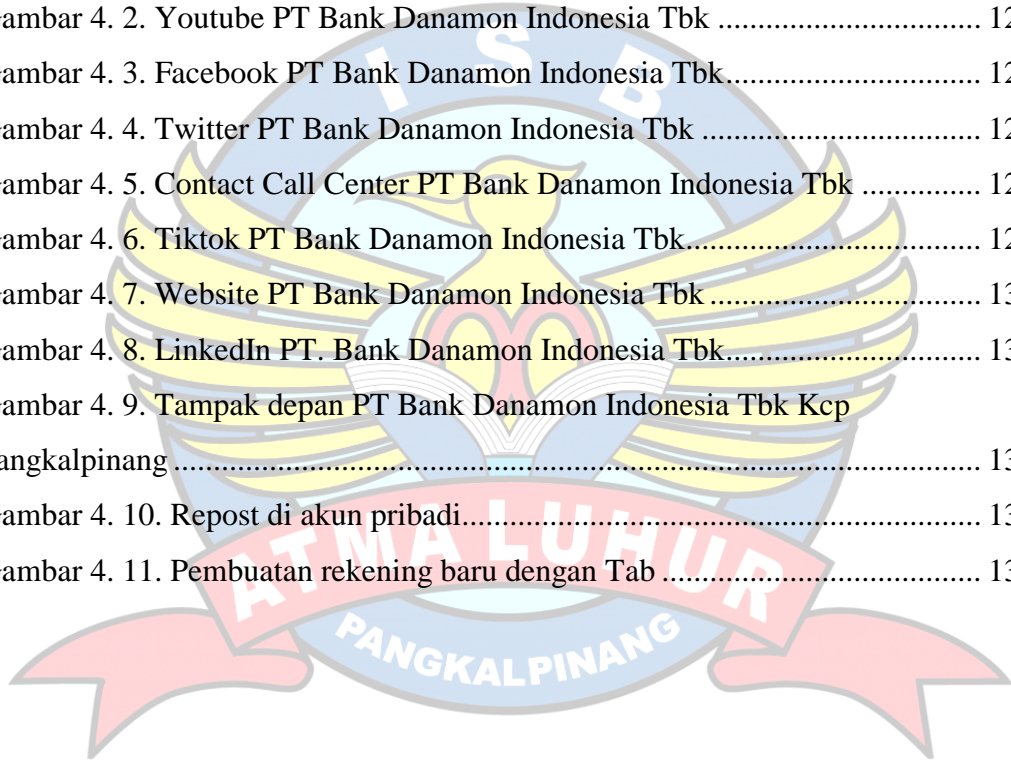 ambar 4. 2. Youtube PT Bank Danamon Indonesia Tbk ............................... 12
ambar 4. 3. Facebook PT Bank Danamon Indonesia Tbk............................... 12
ambar 4. 4. Twitter PT Bank Danamon Indonesia Tbk ................................. 12
ambar 4. 5. Contact Call Center PT Bank Danamon Indonesia Tbk .............. 12
ambar 4. 6. Tiktok PT Bank Danamon Indonesia Tbk................................... 12
ambar 4. 7. Website PT Bank Danamon Indonesia Tbk ................................ 13
ambar 4. 8. LinkedIn PT. Bank Danamon Indonesia Tbk............................... 13
ambar 4. 9. Tampak depan PT Bank Danamon Indonesia Tbk Kcp
angkalpinang ................................................................................................ 13
ambar 4. 10. Repost di akun pribadi.............................................................. 13
ambar 4. 11. Pembuatan rekening baru dengan Tab ...................................... 13
I S B
ATMA LUHUR
PANGKALPINANG